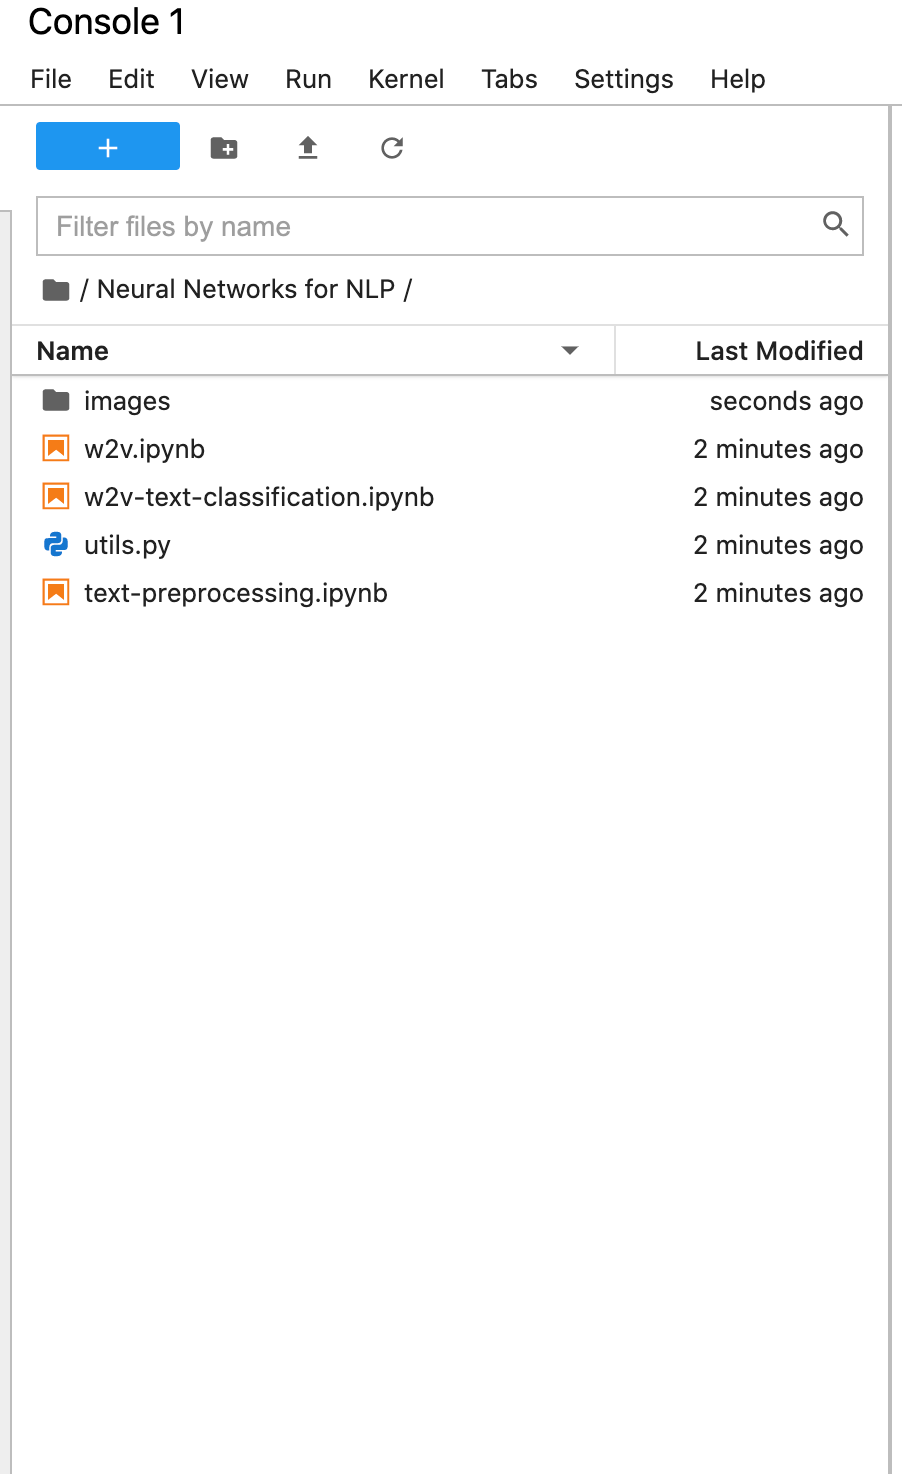 Console 1
File Edit View Run Kernel Tabs Settings Help
+
Filter files by name
/ Neural Networks for NLP /
Name Last Modified
images seconds ago
w2v.ipynb 2 minutes ago
w2v-text-classification.ipynb 2 minutes ago
utils.py 2 minutes ago
text-preprocessing.ipynb 2 minutes ago